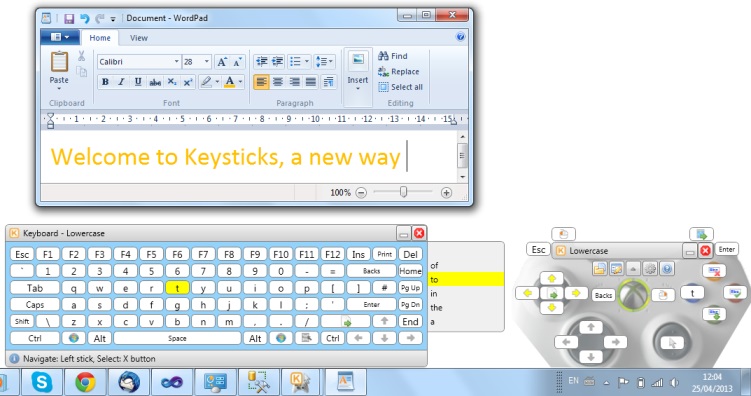 Document - WordPad
Home View
Calibri 28 A A
Paste B I U abe X₂ X² A Insert
Find
Replace
Select all
Clipboard Font Paragraph Editing
1 2 3 4 5 6 7 8 9 10 11 12 13 14 15
Welcome to Keysticks, a new way
100%
Keyboard - Lowercase
Esc F1 F2 F3 F4 F5 F6 F7 F8 F9 F10 F11 F12 Ins Print Del
` 1 2 3 4 5 6 7 8 9 0 - = Backs Home
Tab q w e r t y u i o p [ ] # Pg Up
Caps a s d f g h j k l ; ' Enter Pg Dn
Shift \ z x c v b n m , . / End
Ctrl Alt Space Alt Ctrl
Navigate: Left stick, Select: X button
of
to
in
the
a
Esc Lowercase Enter
Backs t
EN 12:04
25/04/2013